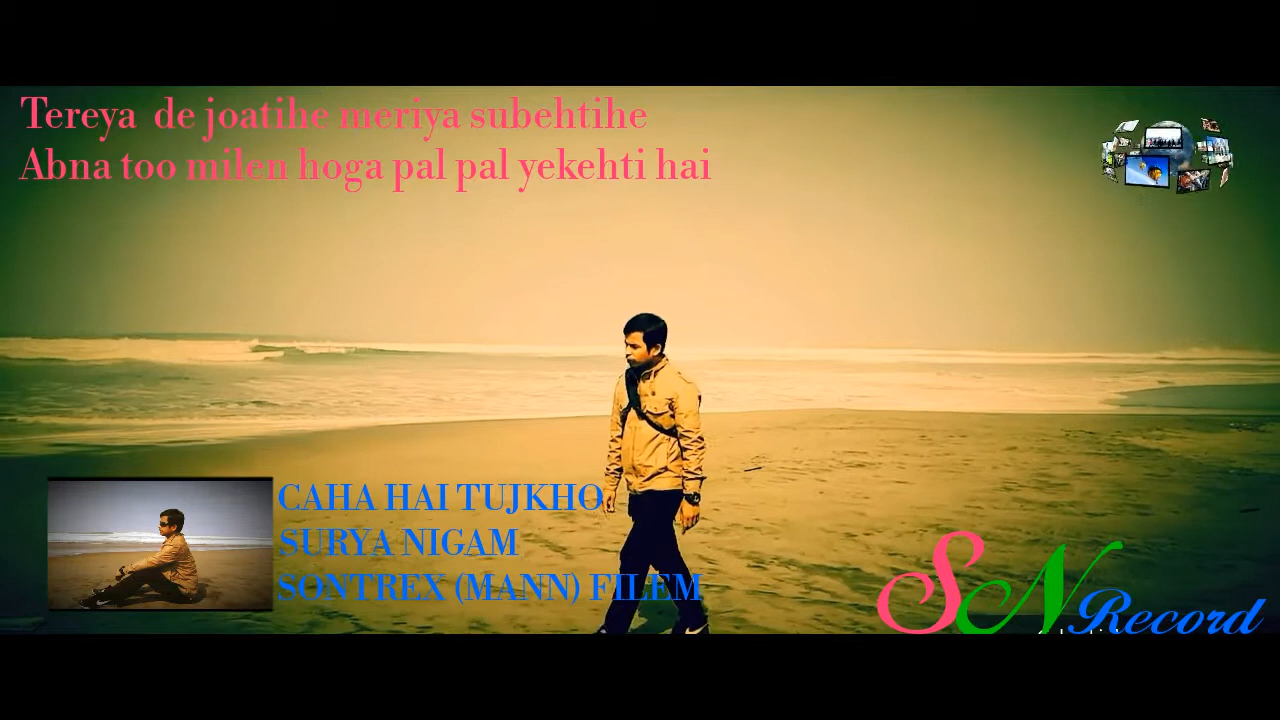 Tereya de joatihe meriya subehtihe
Abna too milen hoga pal pal yekehti hai
CAHA HAI TUJKHO
SURYA NIGAM
SONTREX (MANN) FILEM
SN Record